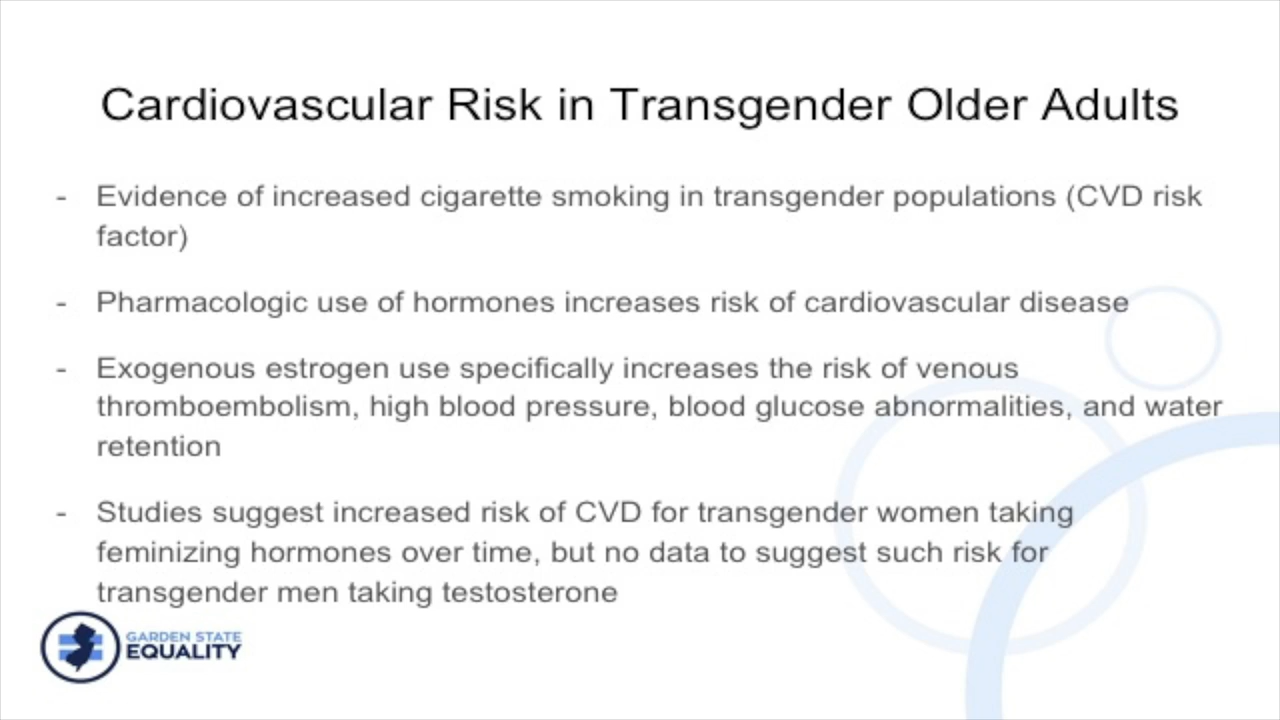 Cardiovascular Risk in Transgender Older Adults
- Evidence of increased cigarette smoking in transgender populations (CVD risk
factor)
- Pharmacologic use of hormones increases risk of cardiovascular disease
- Exogenous estrogen use specifically increases the risk of venous
thromboembolism, high blood pressure, blood glucose abnormalities, and water
retention
- Studies suggest increased risk of CVD for transgender women taking
feminizing hormones over time, but no data to suggest such risk for
transgender men taking testosterone
GARDEN STATE
EQUALITY